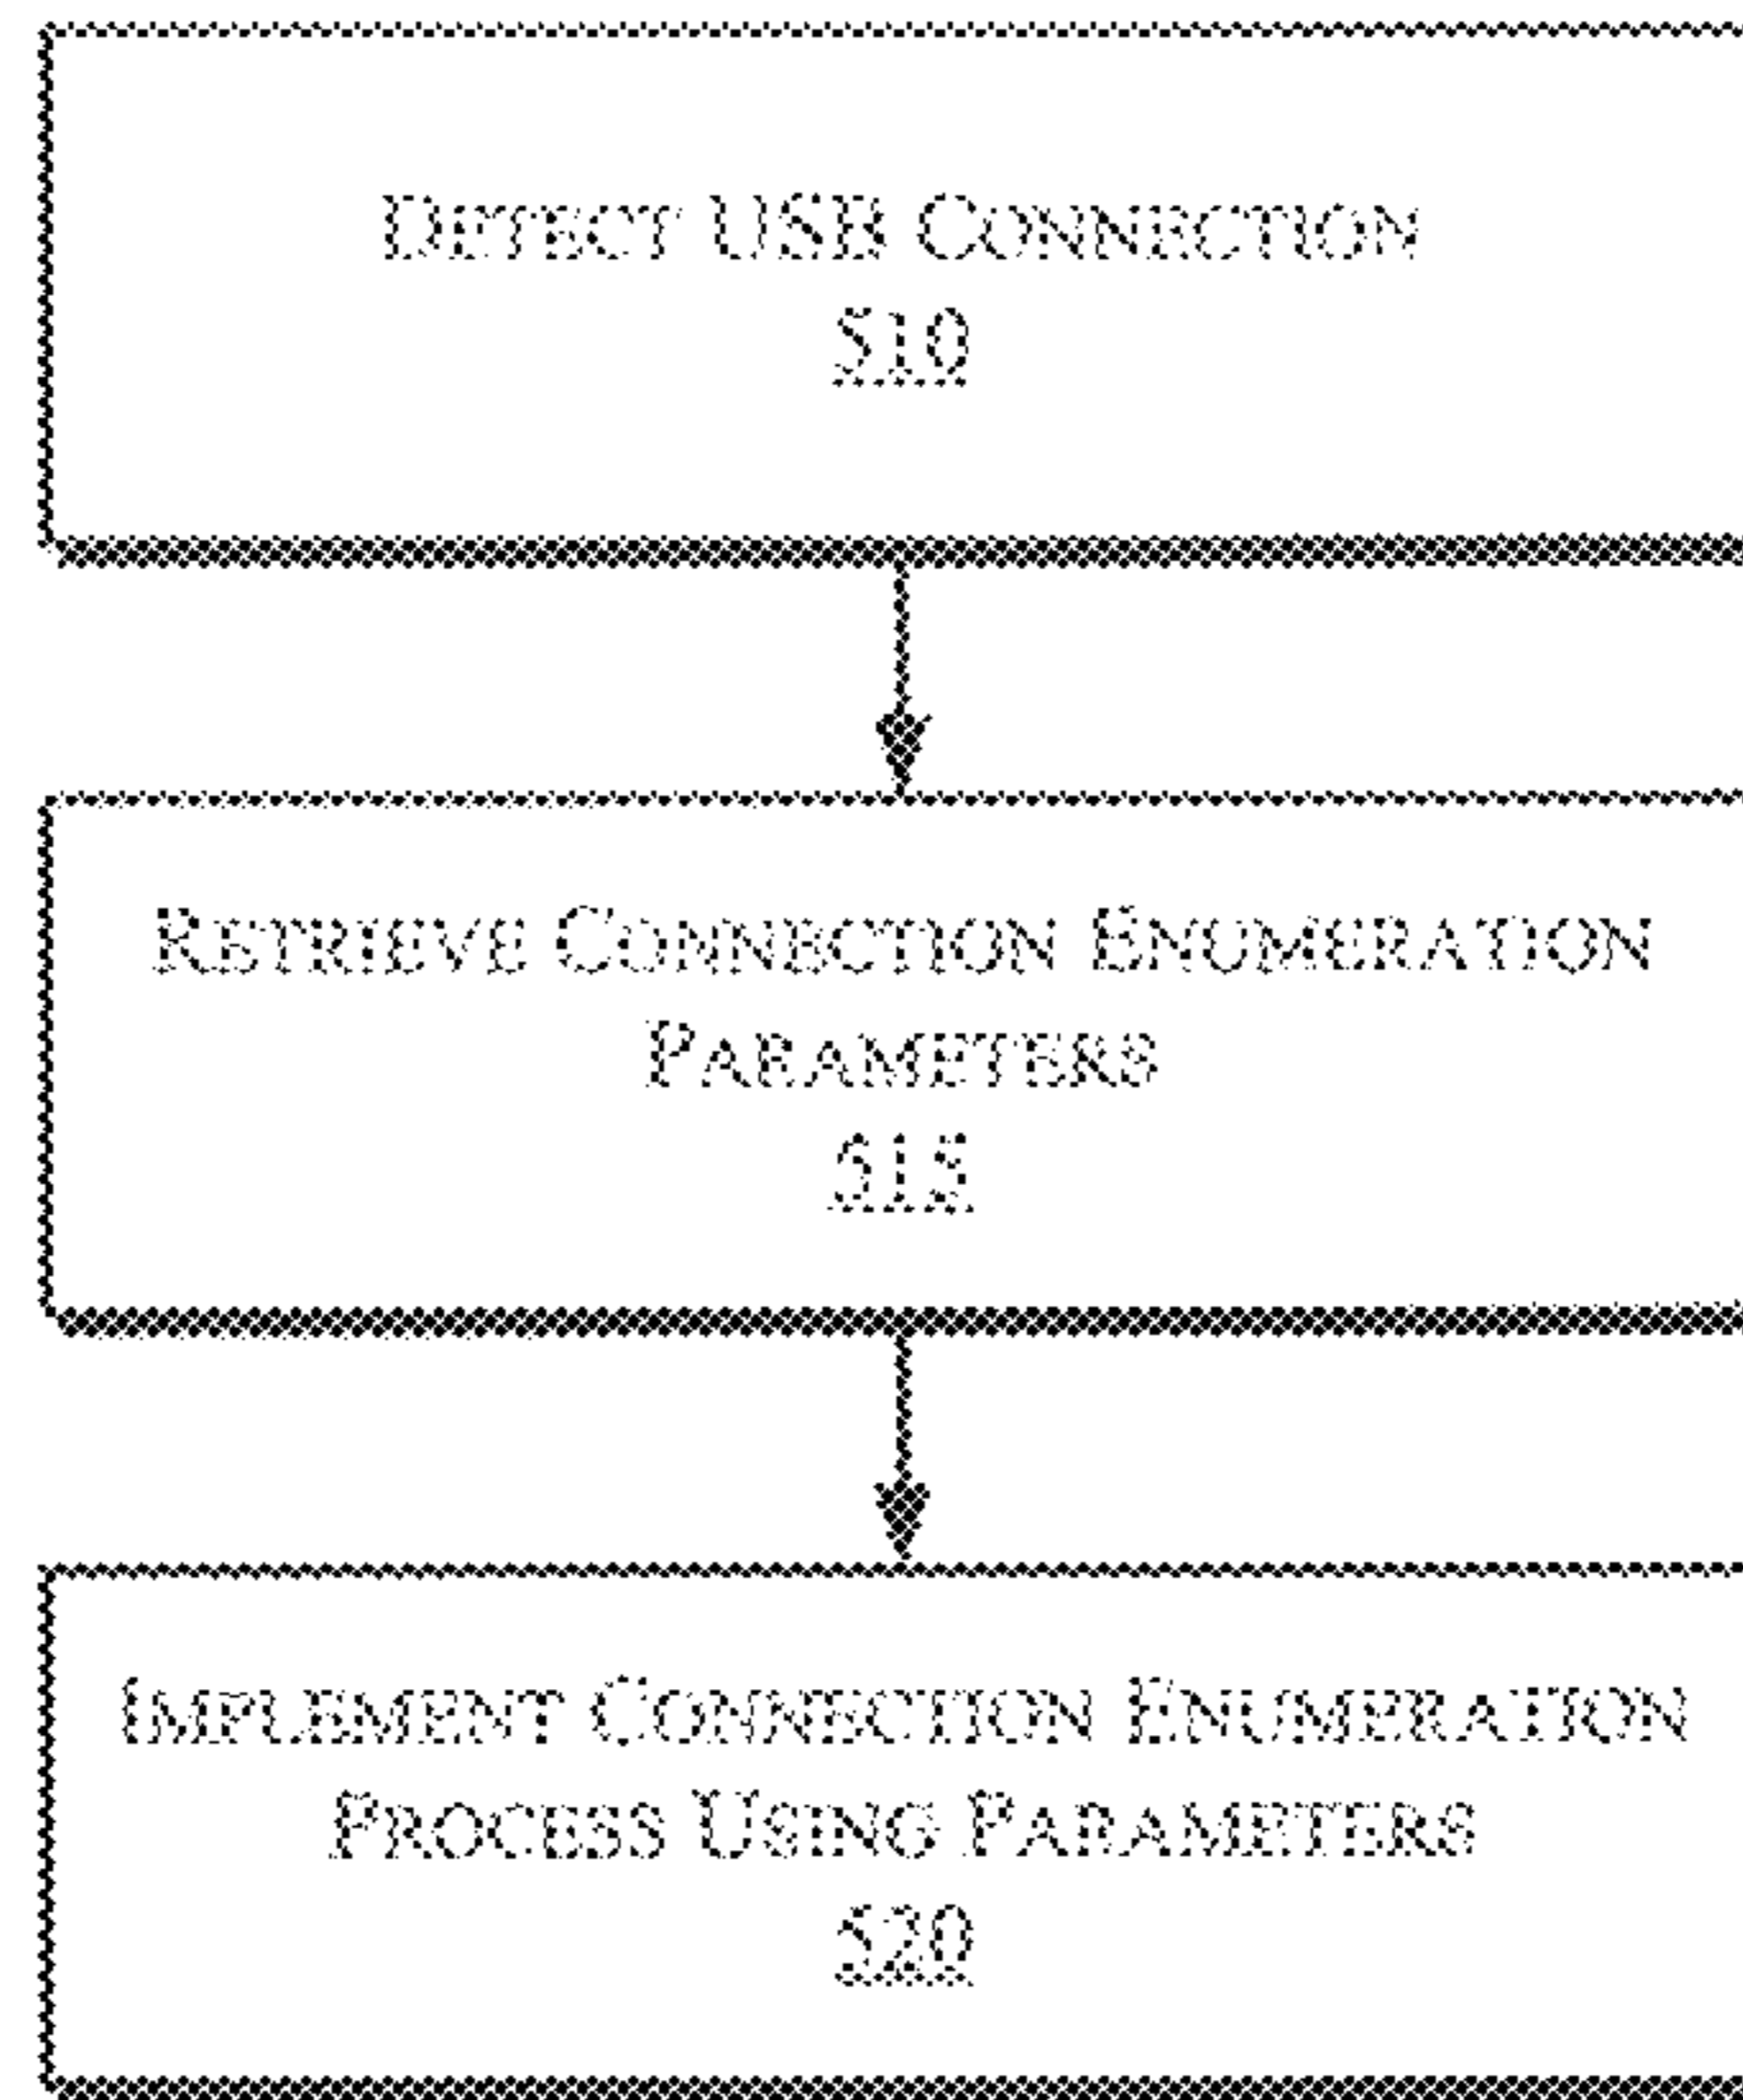 DETECT USB CONNECTION
510
RETRIEVE CONNECTION ENUMERATION
PARAMETERS
515
IMPLEMENT CONNECTION ENUMERATION
PROCESS USING PARAMETERS
520